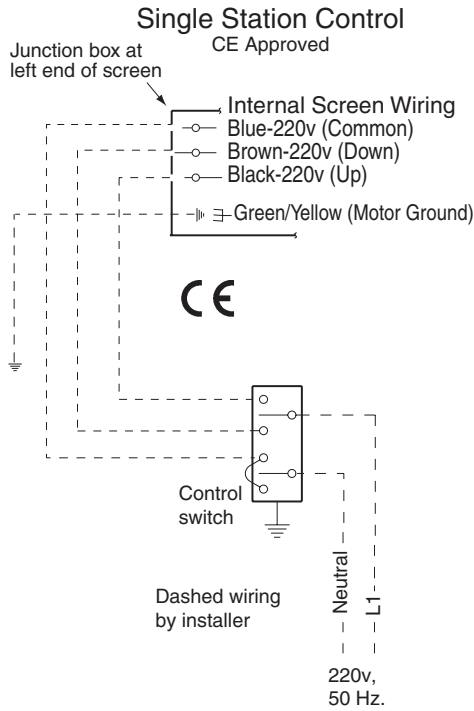 Single Station Control
CE Approved
Junction box at
left end of screen
Internal Screen Wiring
Blue-220v (Common)
Brown-220v (Down)
Black-220v (Up)
Green/Yellow (Motor Ground)
CE
Control
switch
Dashed wiring
by installer
Neutral
L1
220v,
50 Hz.